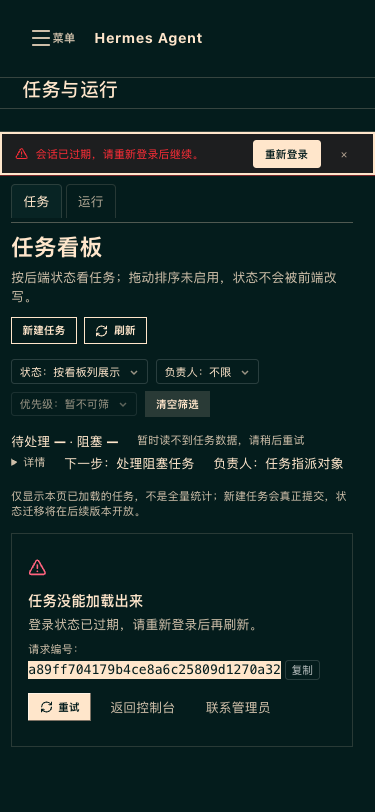 菜单 Hermes Agent
任务与运行
会话已过期，请重新登录后继续。 重新登录 ×
任务 运行
任务看板
按后端状态看任务；拖动排序未启用，状态不会被前端改
写。
新建任务 刷新
状态：按看板列展示 负责人：不限
优先级：暂不可筛 清空筛选
待处理 — · 阻塞 — 暂时读不到任务数据，请稍后重试
详情 下一步：处理阻塞任务 负责人：任务指派对象
仅显示本页已加载的任务，不是全量统计；新建任务会真正提交，状
态迁移将在后续版本开放。
任务没能加载出来
登录状态已过期，请重新登录后再刷新。
请求编号：
a89ff704179b4ce8a6c25809d1270a32 复制
重试 返回控制台 联系管理员